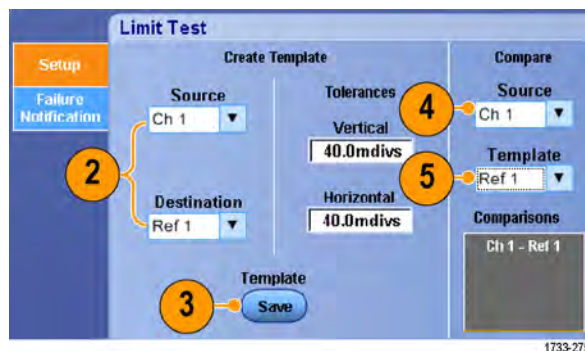 Limit Test
Setup
Failure
Notification
Create Template
Source
Ch 1
2
Destination
Ref 1
Tolerances
Vertical
40.0mdivs
Horizontal
40.0mdivs
Template
3
Save
Compare
Source
4
Ch 1
Template
5
Ref 1
Comparisons
Ch 1 - Ref 1
1733-27